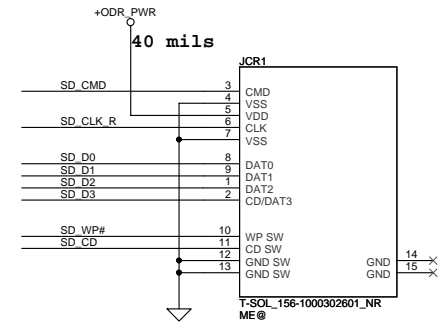 +ODR_PWR
40 mils
JCR1
SD_CMD 3 CMD
4 VSS
5 VDD
SD_CLK_R 6 CLK
7 VSS
SD_D0 8 DAT0
SD_D1 9 DAT1
SD_D2 1 DAT2
SD_D3 2 CD/DAT3
SD_WP# 10 WP SW
SD_CD 11 CD SW
12 GND SW GND 14
13 GND SW GND 15
T-SOL_156-1000302601_NR
ME@